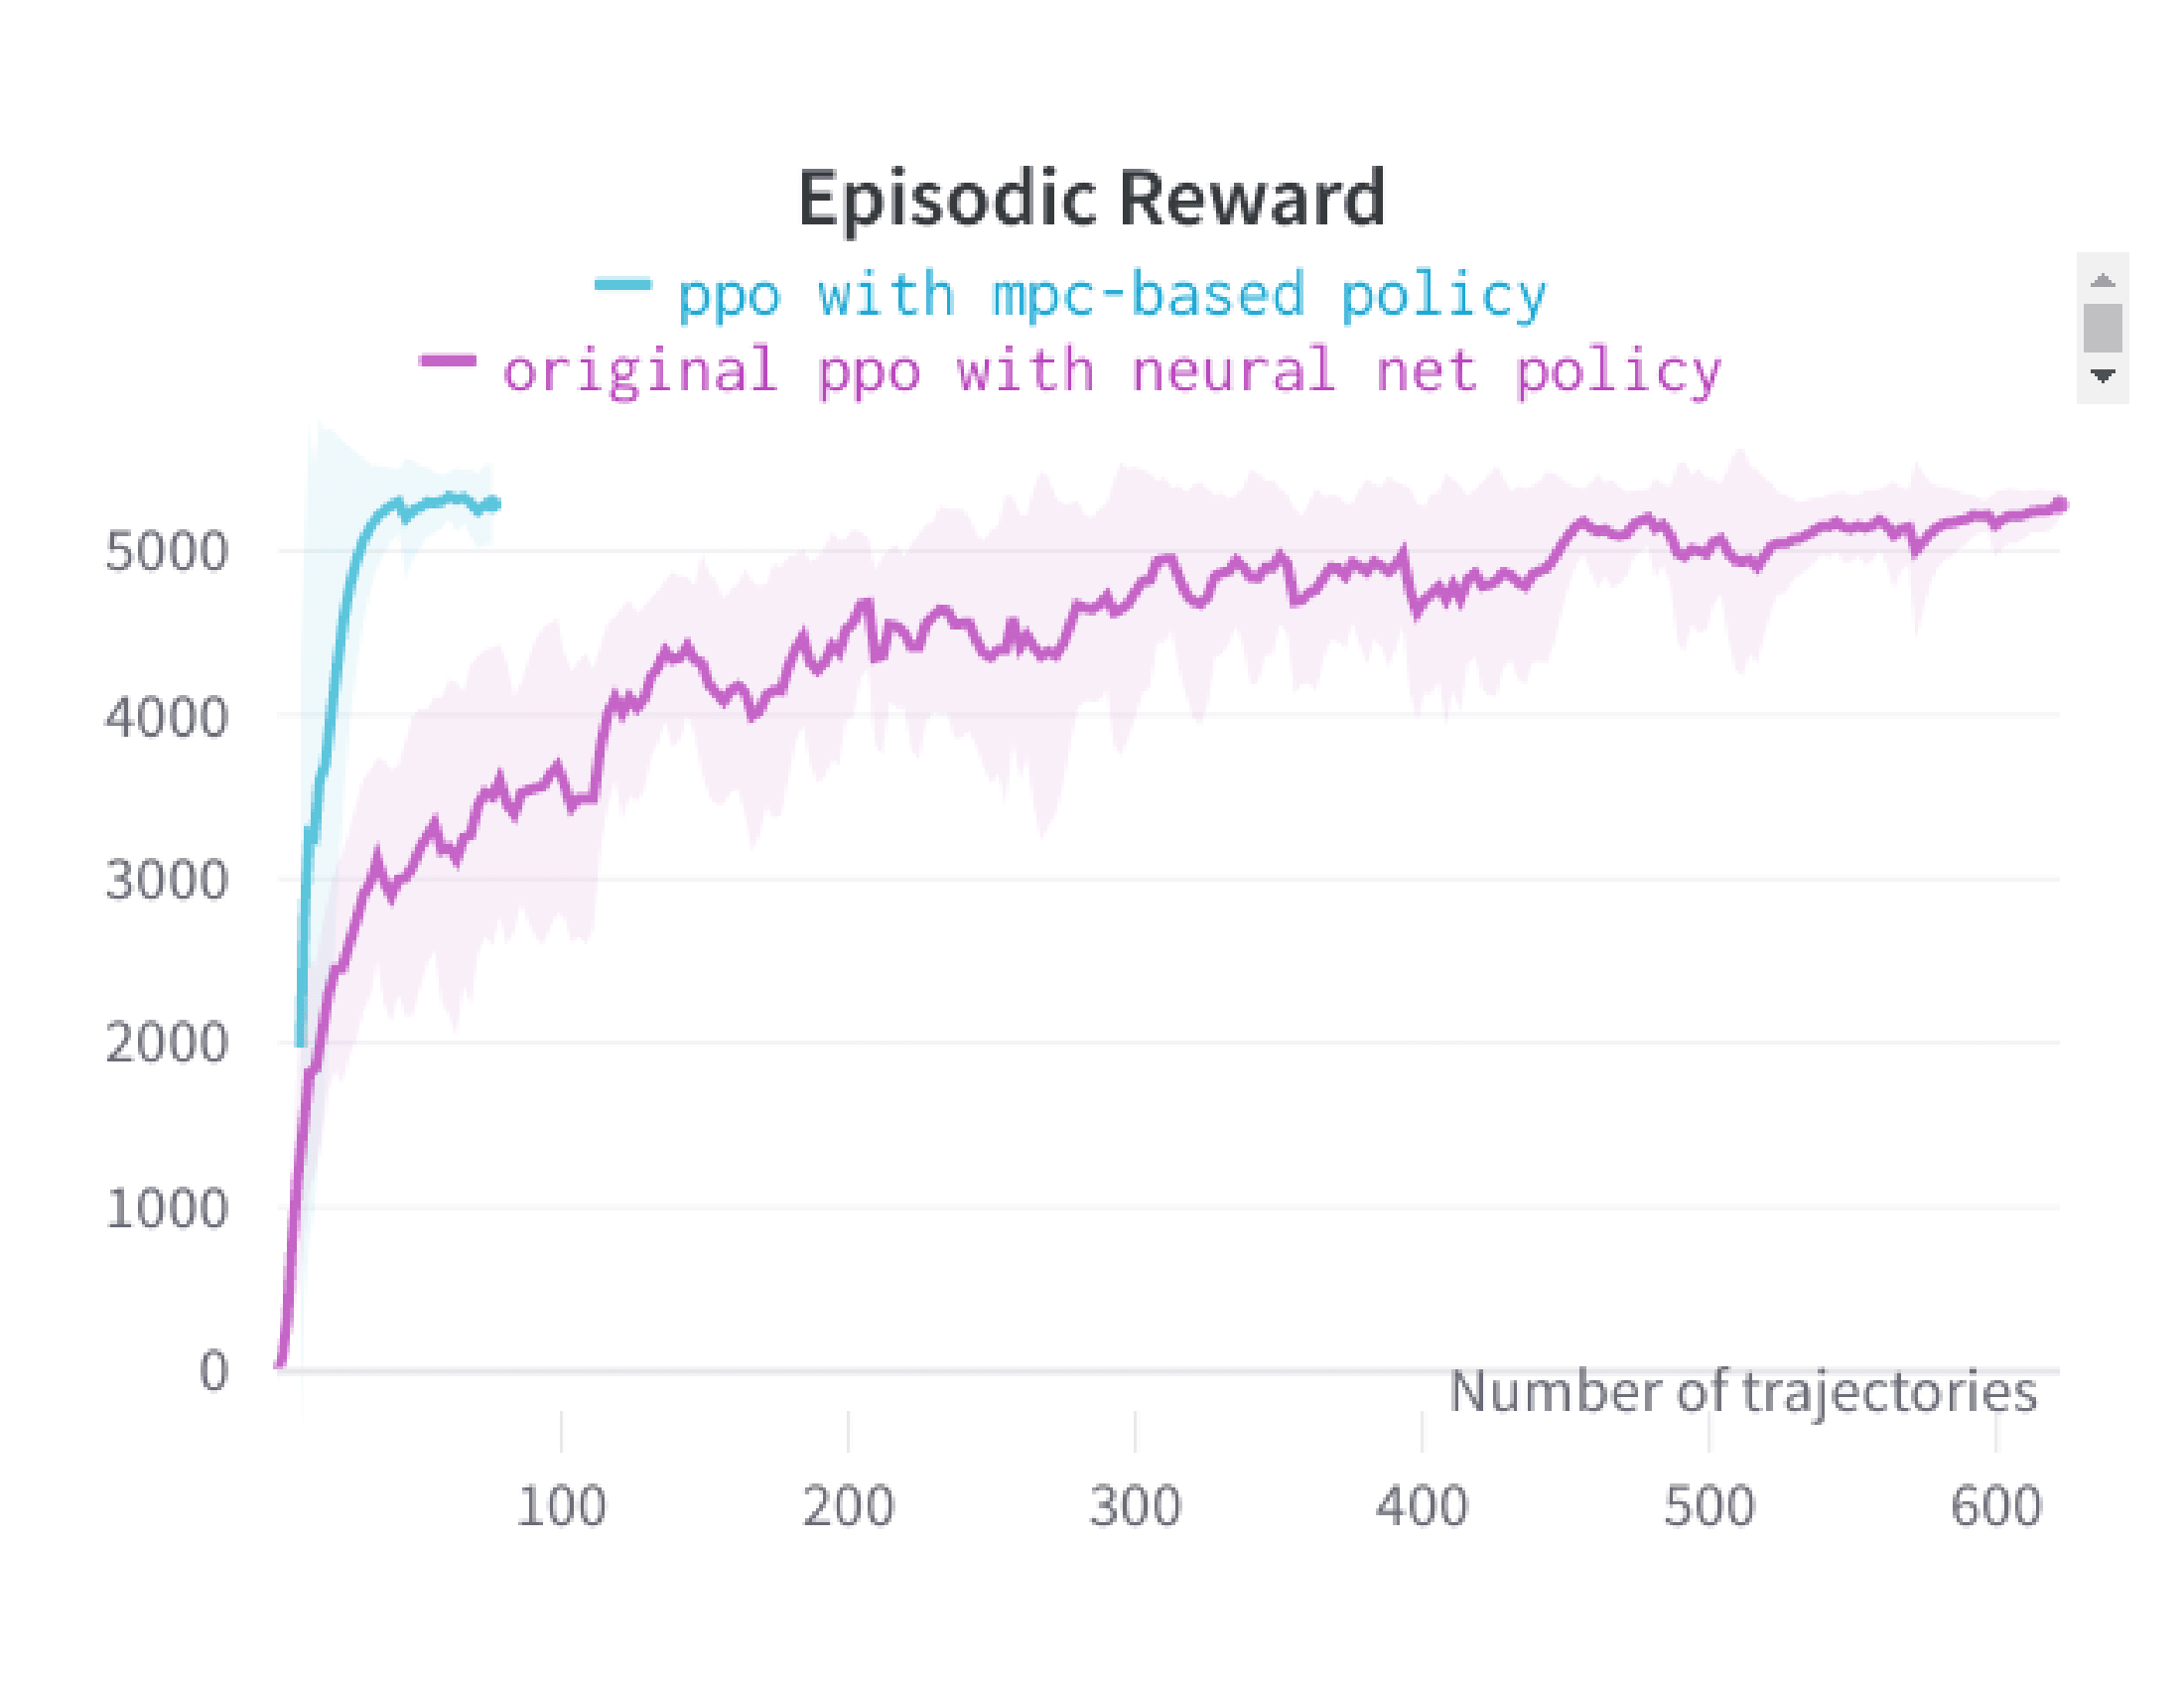 Episodic Reward
ppo with mpc-based policy
original ppo with neural net policy
5000
4000
3000
2000
1000
0
Number of trajectories
100 200 300 400 500 600